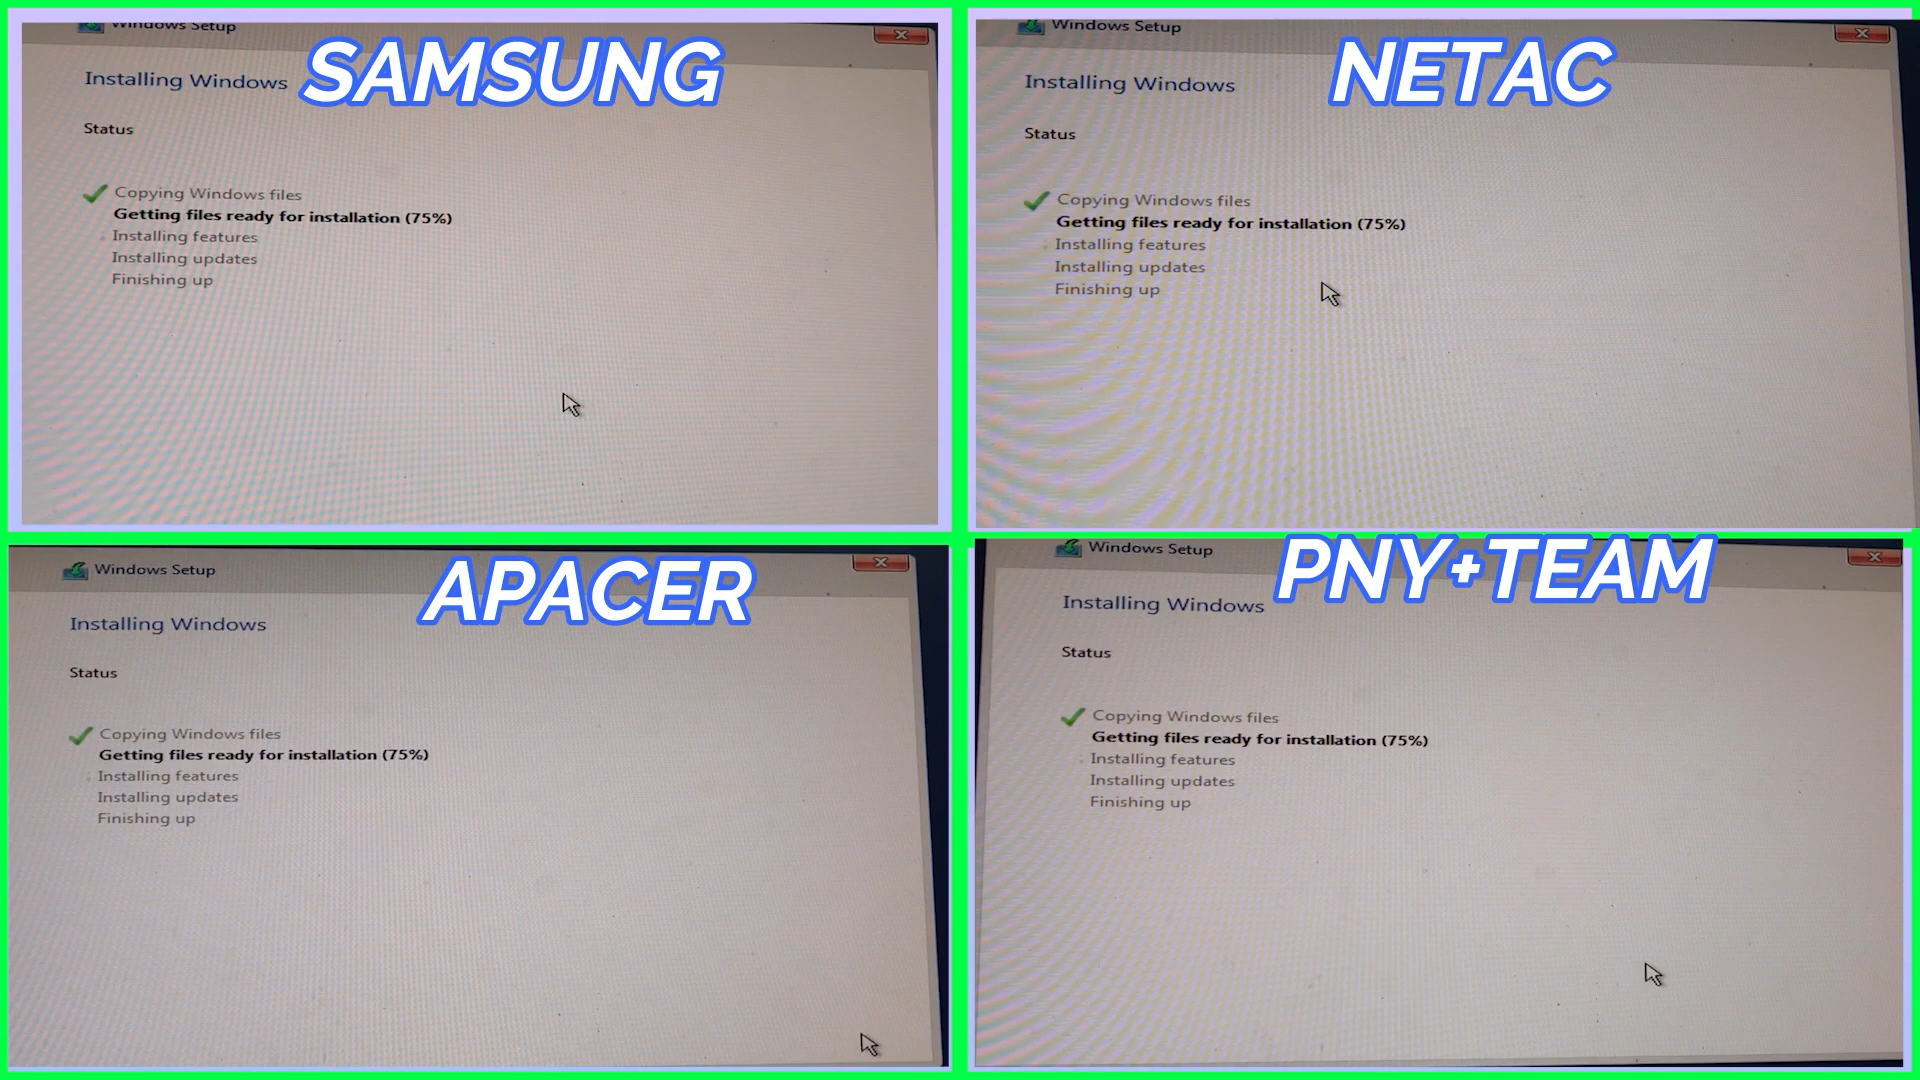 Windows Setup
SAMSUNG
Installing Windows
Status
Copying Windows files
Getting files ready for installation (75%)
Installing features
Installing updates
Finishing up
Windows Setup
NETAC
Installing Windows
Status
Copying Windows files
Getting files ready for installation (75%)
Installing features
Installing updates
Finishing up
Windows Setup
APACER
Installing Windows
Status
Copying Windows files
Getting files ready for installation (75%)
Installing features
Installing updates
Finishing up
Windows Setup
PNY+TEAM
Installing Windows
Status
Copying Windows files
Getting files ready for installation (75%)
Installing features
Installing updates
Finishing up